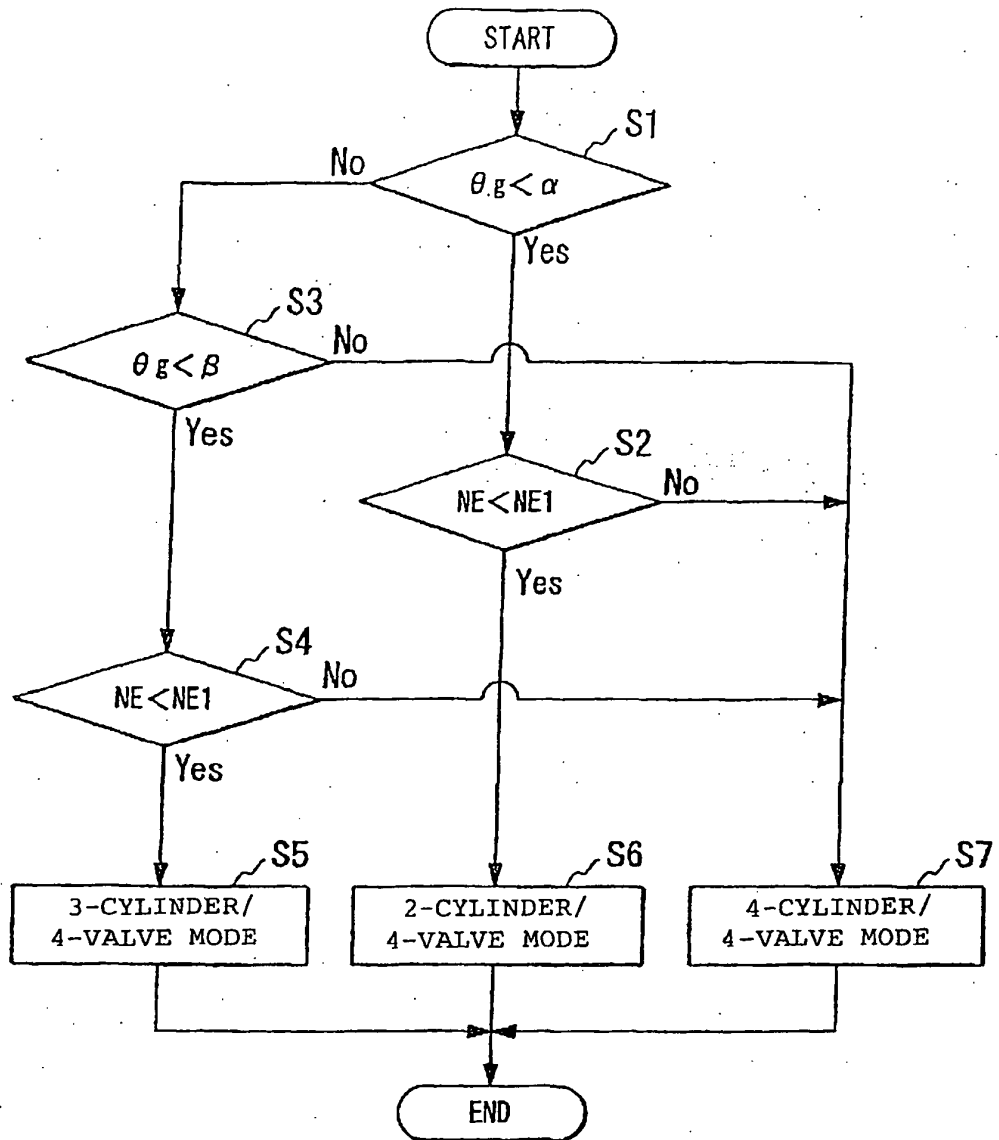 START
S1
No
θ.g<α
Yes
S3
No
θg<β
Yes
S2
No
NE<NE1
Yes
S4
No
NE<NE1
Yes
S5
3-CYLINDER/
4-VALVE MODE
S6
2-CYLINDER/
4-VALVE MODE
S7
4-CYLINDER/
4-VALVE MODE
END